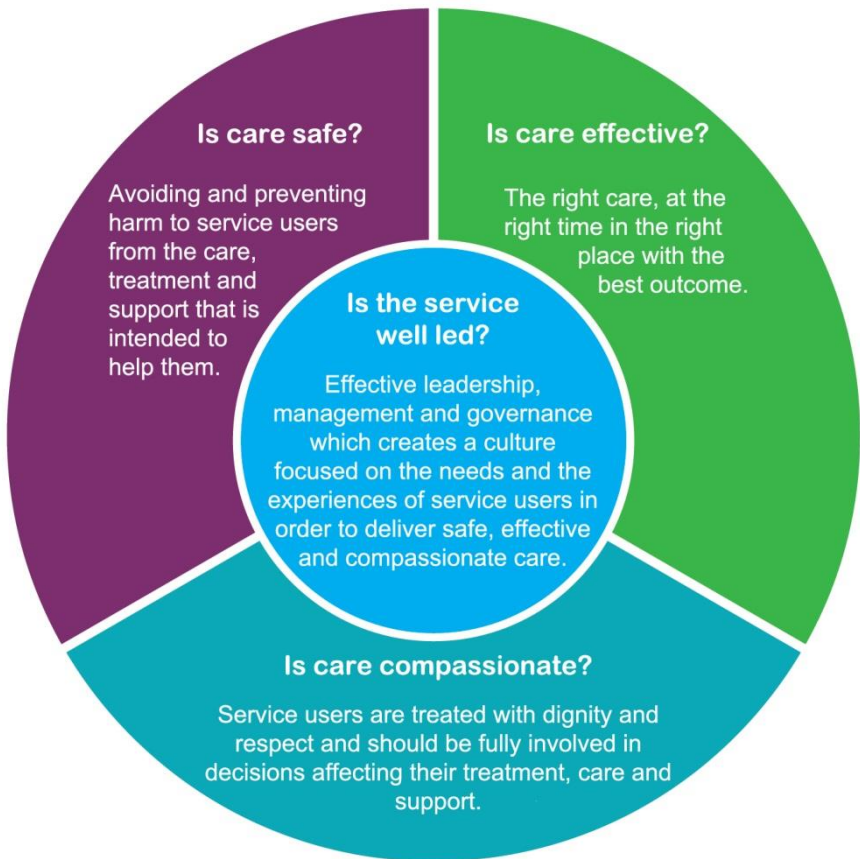 Is care safe?
Avoiding and preventing
harm to service users
from the care,
treatment and
support that is
intended to
help them.
Is care effective?
The right care, at the
right time in the right
place with the
best outcome.
Is the service
well led?
Effective leadership,
management and governance
which creates a culture
focused on the needs and the
experiences of service users in
order to deliver safe, effective
and compassionate care.
Is care compassionate?
Service users are treated with dignity and
respect and should be fully involved in
decisions affecting their treatment, care and
support.